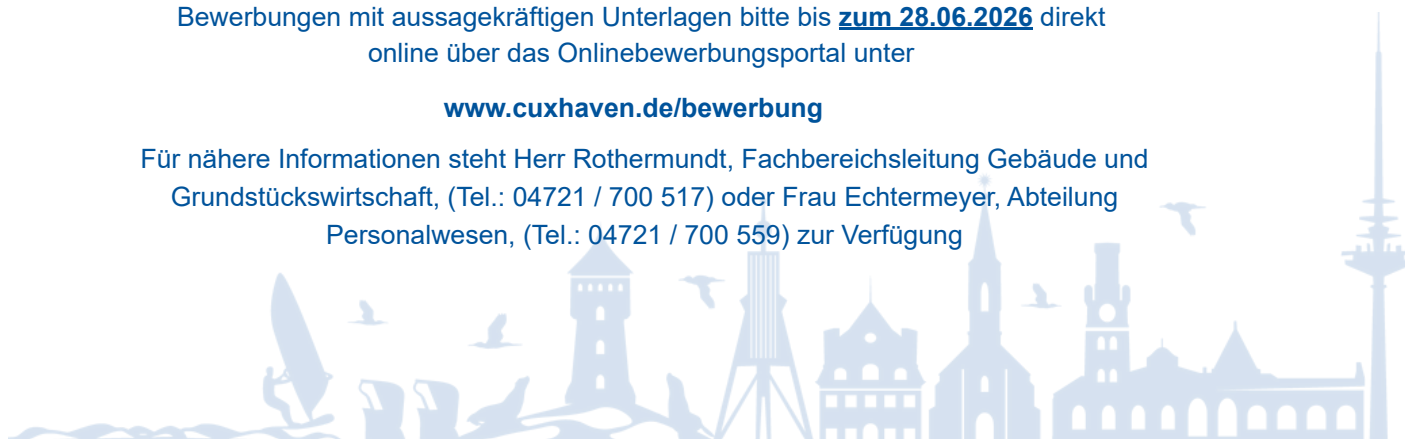 Bewerbungen mit aussagekräftigen Unterlagen bitte bis zum 28.06.2026 direkt
online über das Onlinebewerbungsportal unter
www.cuxhaven.de/bewerbung
Für nähere Informationen steht Herr Rothermundt, Fachbereichsleitung Gebäude und
Grundstückswirtschaft, (Tel.: 04721 / 700 517) oder Frau Echtermeyer, Abteilung
Personalwesen, (Tel.: 04721 / 700 559) zur Verfügung